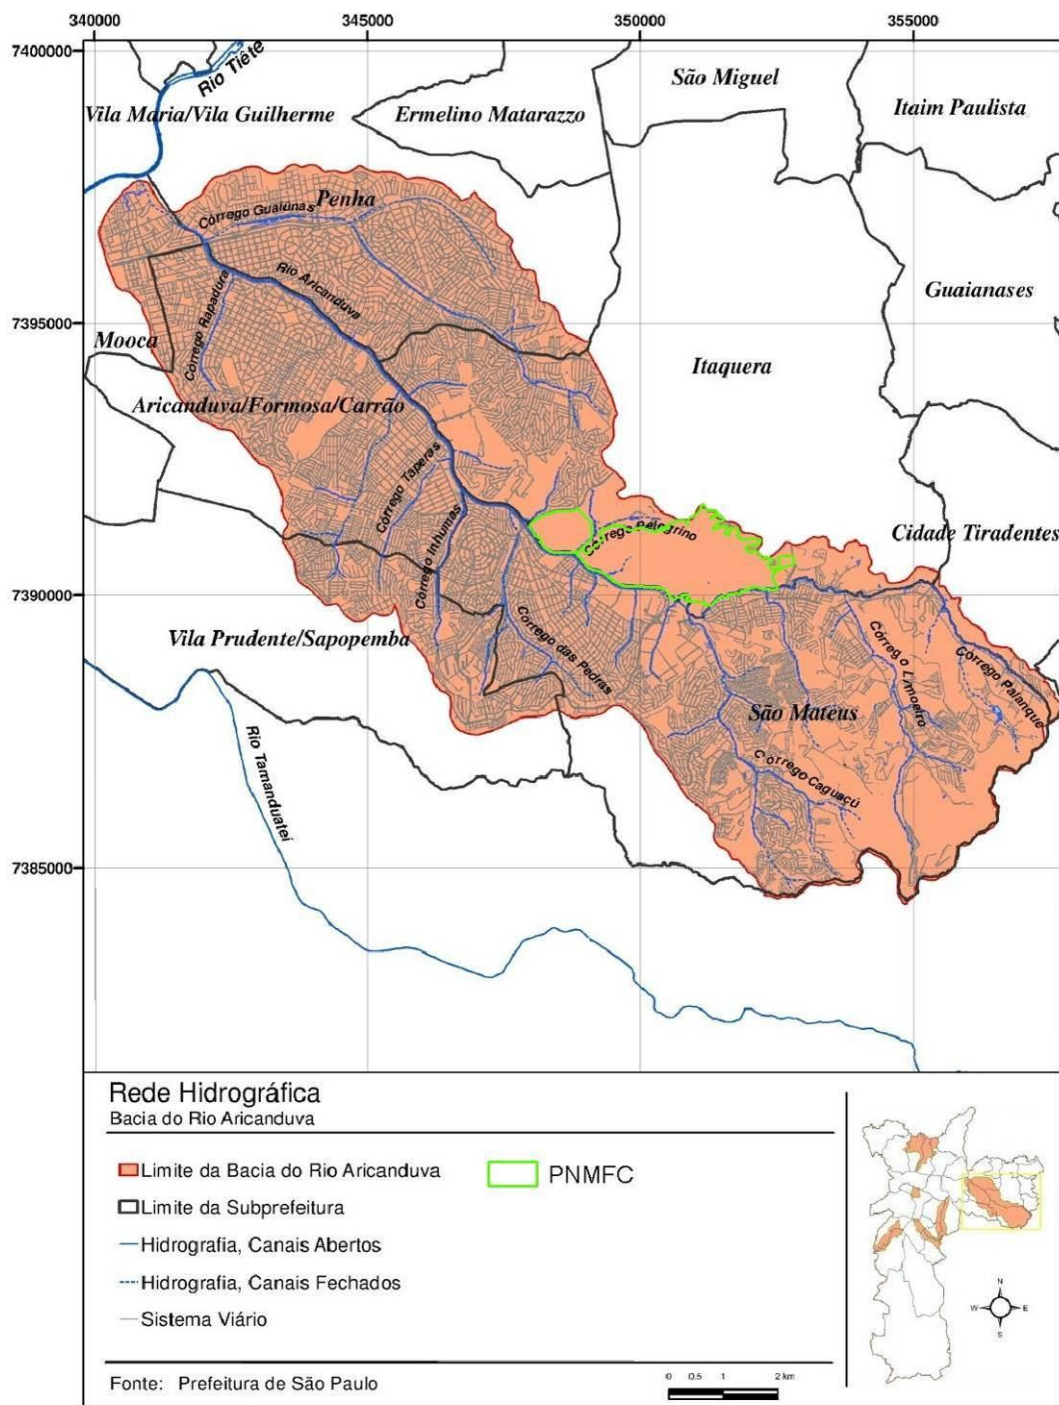 340000 345000 350000 355000
7400000
Rio Tiête
São Miguel
Vila Maria/Vila Guilherme
Ermelino Matarazzo
Itaim Paulista
Penha
Córrego Gualúnas
Rio Aricanduva
Córrego Rapadura
Guaianases
7395000
Mooca
Itaquera
Aricanduva/Formosa/Carrão
Córrego Taperas
Córrego Inhumas
Córrego Pelegrino
Cidade Tiradentes
7390000
Vila Prudente/Sapopemba
Córrego das Pedras
Córrego Limoeiro
Córrego Palanque
São Mateus
Rio Tamanduateí
Córrego Caguaçú
7385000
Rede Hidrográfica
Bacia do Rio Aricanduva
Limite da Bacia do Rio Aricanduva
PNMFC
Limite da Subprefeitura
Hidrografia, Canais Abertos
Hidrografia, Canais Fechados
Sistema Viário
N
W E
S
Fonte: Prefeitura de São Paulo
0 0.5 1 2 km